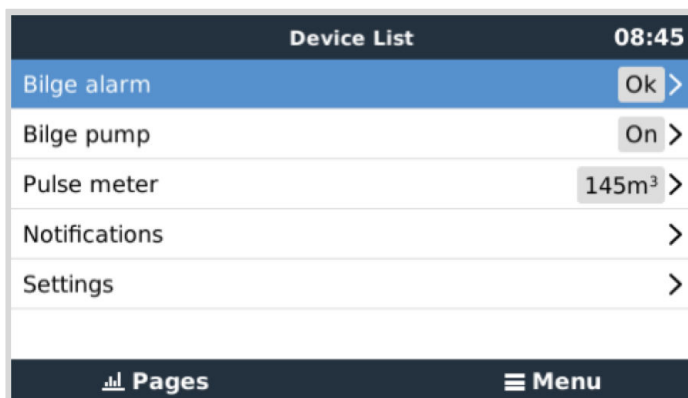 Device List 08:45
Bilge alarm Ok
Bilge pump On
Pulse meter 145m³
Notifications
Settings
Pages Menu